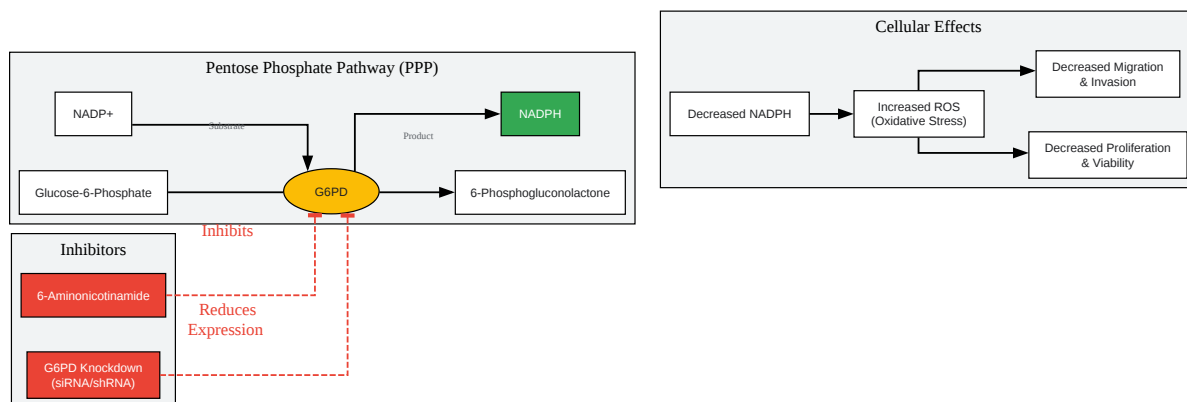 Pentose Phosphate Pathway (PPP)
NADP+
Substrate
Product
NADPH
Glucose-6-Phosphate
G6PD
6-Phosphogluconolactone
Inhibits
Inhibitors
6-Aminonicotinamide
Reduces
Expression
G6PD Knockdown
(siRNA/shRNA)
Cellular Effects
Decreased NADPH
Increased ROS
(Oxidative Stress)
Decreased Migration
& Invasion
Decreased Proliferation
& Viability